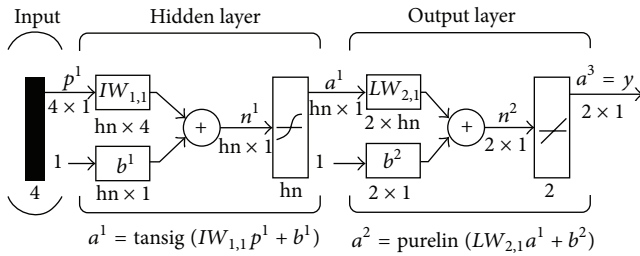 Input
Hidden layer
Output layer
p¹
4 × 1
IW₁,₁
hn × 4
1
b¹
hn × 1
4
+
n¹
hn × 1
hn
a¹
hn × 1
1
LW₂,₁
2 × hn
b²
2 × 1
+
n²
2 × 1
2
a³ = y
2 × 1
a¹ = tansig (IW₁,₁p¹ + b¹)
a² = purelin (LW₂,₁a¹ + b²)